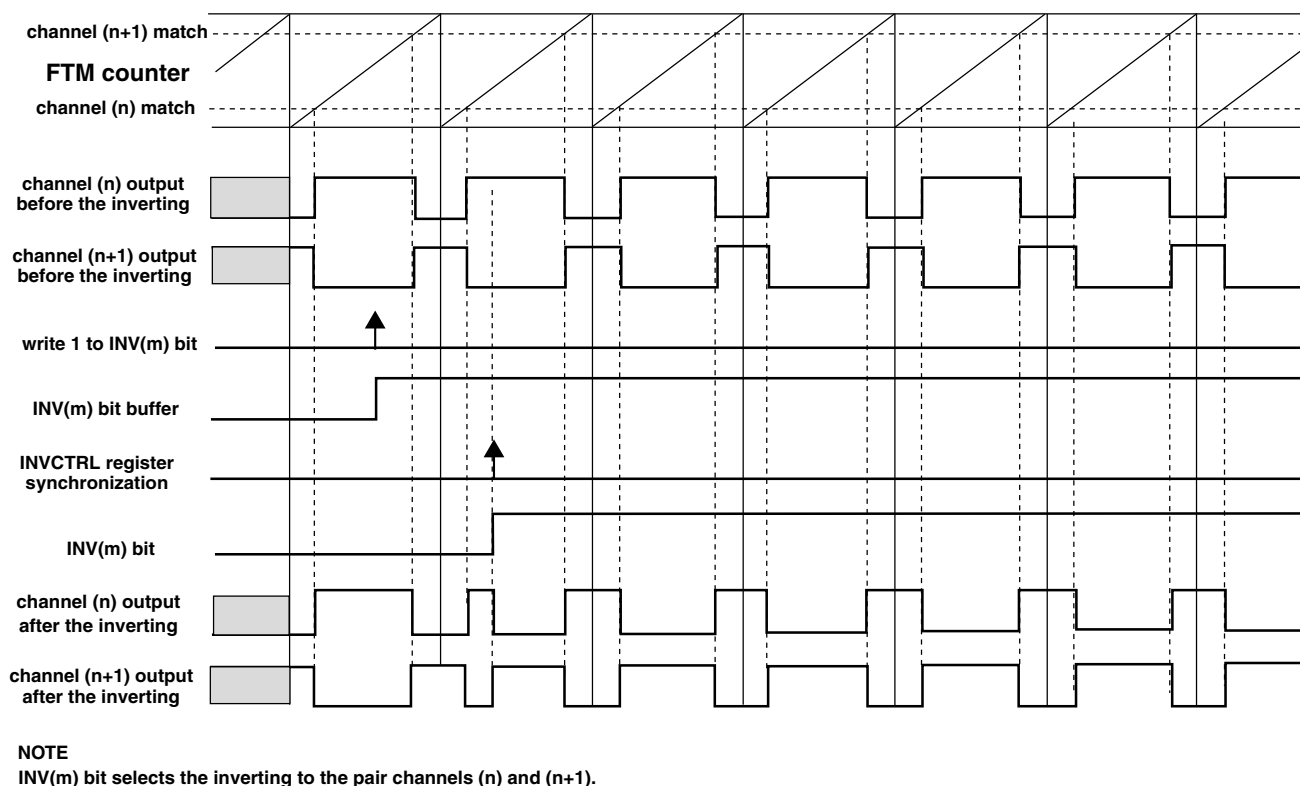 channel (n+1) match
FTM counter
channel (n) match
channel (n) output
before the inverting
channel (n+1) output
before the inverting
write 1 to INV(m) bit
INV(m) bit buffer
INVCTRL register
synchronization
INV(m) bit
channel (n) output
after the inverting
channel (n+1) output
after the inverting
NOTE
INV(m) bit selects the inverting to the pair channels (n) and (n+1).